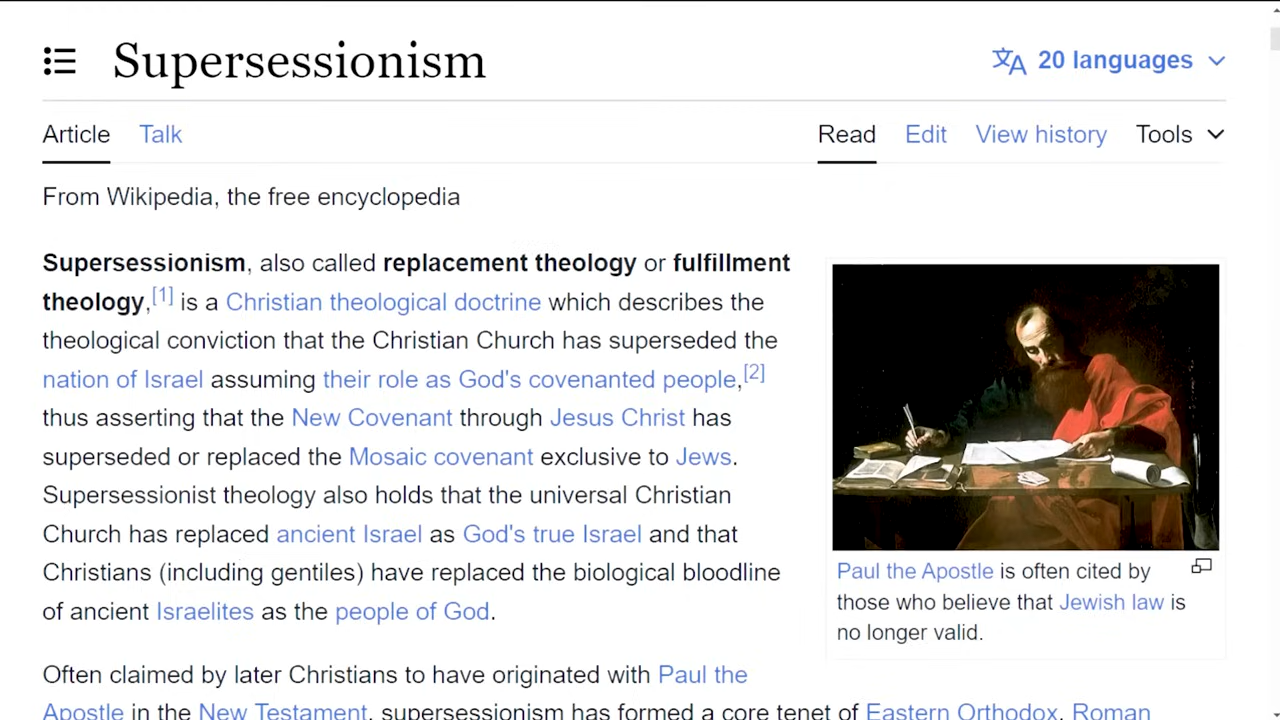 Supersessionism
20 languages
Article Talk Read Edit View history Tools
From Wikipedia, the free encyclopedia
Supersessionism, also called replacement theology or fulfillment
theology,[1] is a Christian theological doctrine which describes the
theological conviction that the Christian Church has superseded the
nation of Israel assuming their role as God's covenanted people,[2]
thus asserting that the New Covenant through Jesus Christ has
superseded or replaced the Mosaic covenant exclusive to Jews.
Supersessionist theology also holds that the universal Christian
Church has replaced ancient Israel as God's true Israel and that
Christians (including gentiles) have replaced the biological bloodline
of ancient Israelites as the people of God.
Paul the Apostle is often cited by
those who believe that Jewish law is
no longer valid.
Often claimed by later Christians to have originated with Paul the
Apostle in the New Testament, supersessionism has formed a core tenet of Eastern Orthodox, Roman